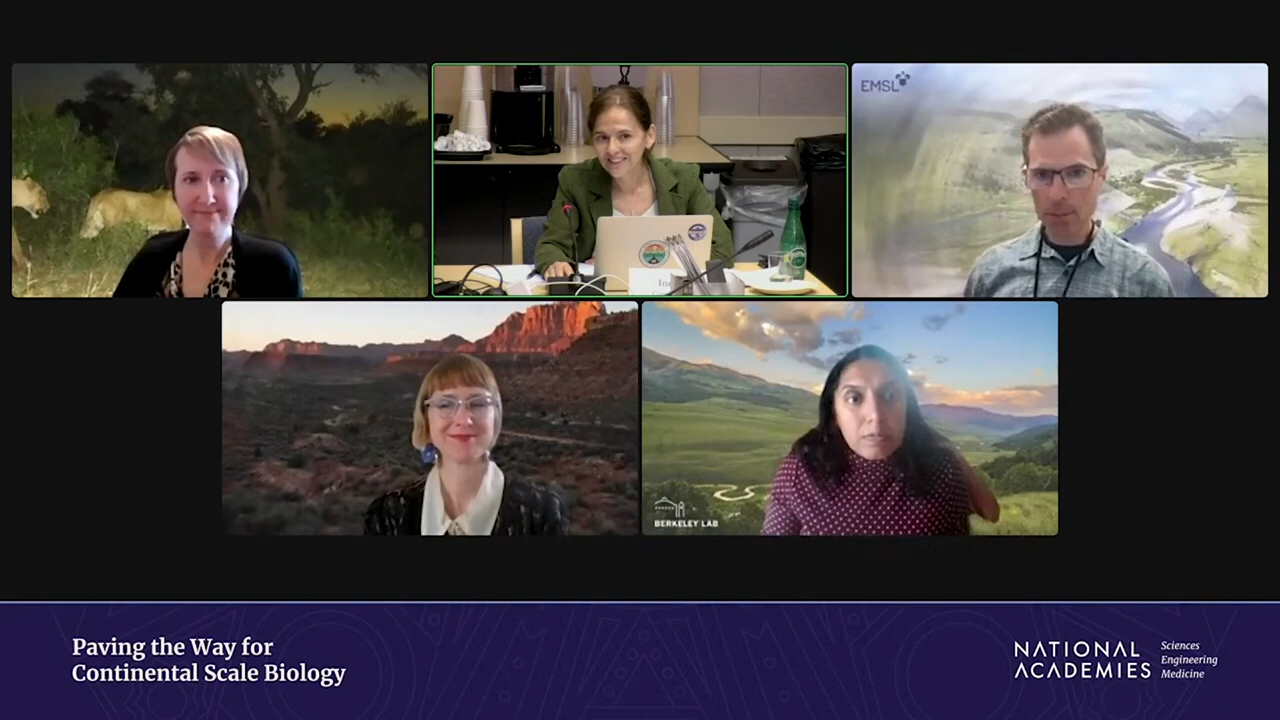 EMSL
BERKELEY LAB
Paving the Way for
Continental Scale Biology
NATIONAL
ACADEMIES
Sciences
Engineering
Medicine